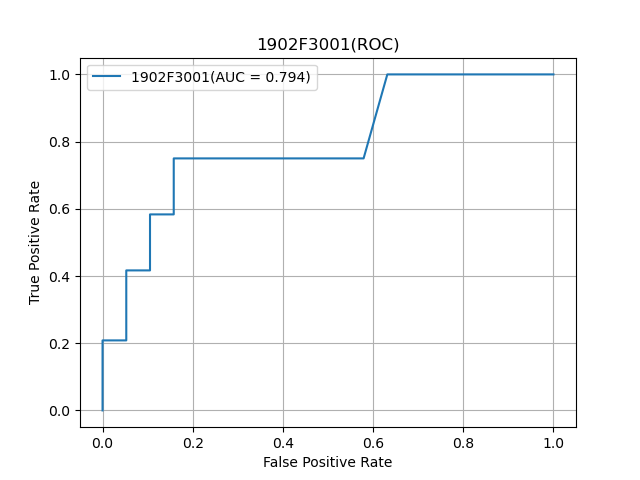 1902F3001(ROC)
1902F3001(AUC = 0.794)
1.0
0.8
0.6
0.4
0.2
0.0
True Positive Rate
0.0 0.2 0.4 0.6 0.8 1.0
False Positive Rate